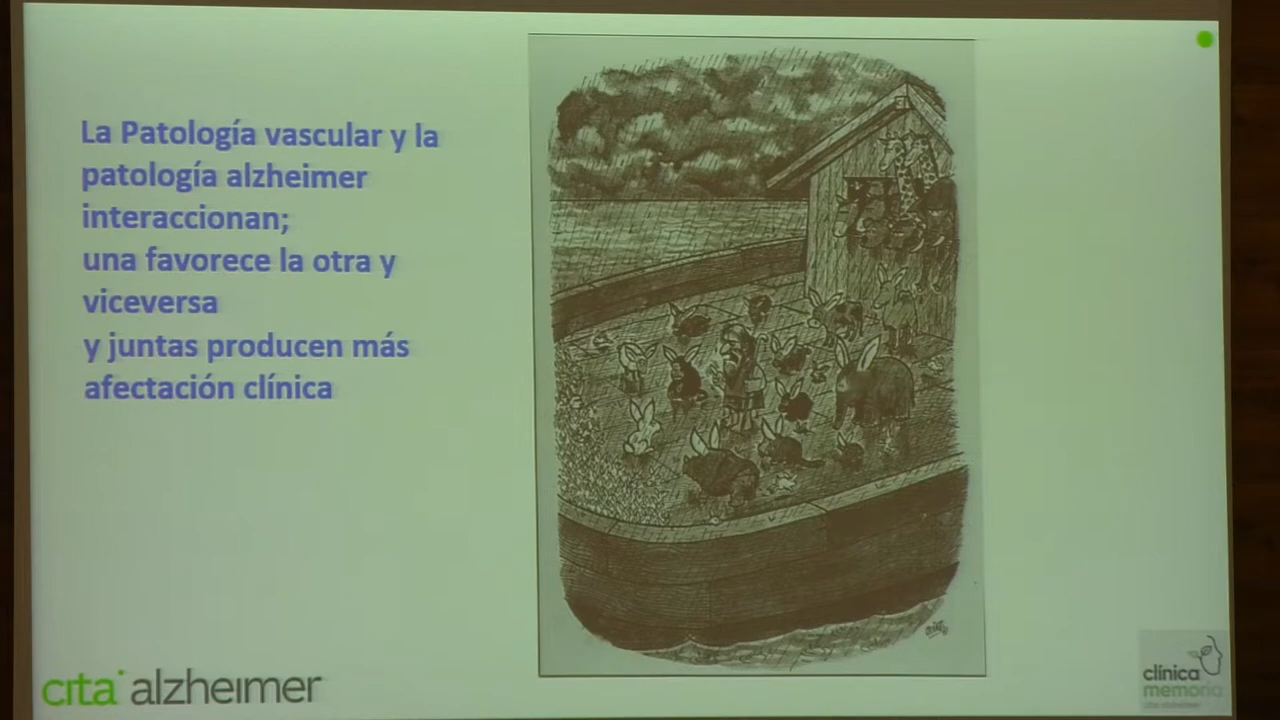 La Patología vascular y la
patología alzheimer
interaccionan;
una favorece la otra y
viceversa
y juntas producen más
afectación clínica
cita alzheimer
clínica
memoria